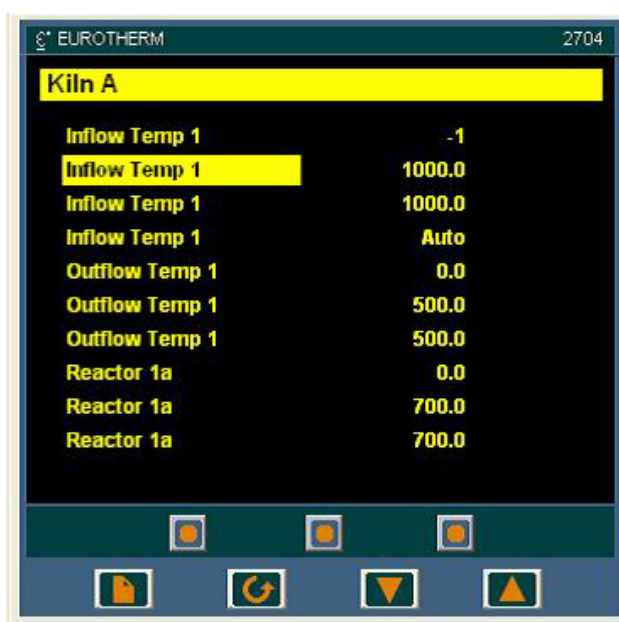 EUROTHERM 2704
Kiln A
Inflow Temp 1 -1
Inflow Temp 1 1000.0
Inflow Temp 1 1000.0
Inflow Temp 1 Auto
Outflow Temp 1 0.0
Outflow Temp 1 500.0
Outflow Temp 1 500.0
Reactor 1a 0.0
Reactor 1a 700.0
Reactor 1a 700.0